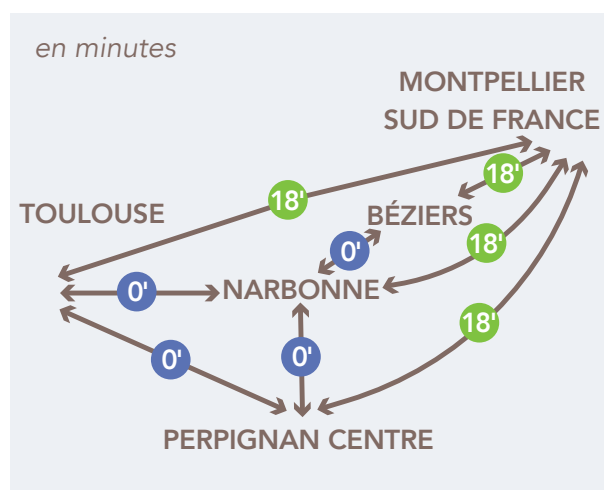 en minutes
MONTPELLIER
SUD DE FRANCE
18'
18'
TOULOUSE
BÉZIERS
18'
0'
0'
NARBONNE
18'
0'
0'
PERPIGNAN CENTRE